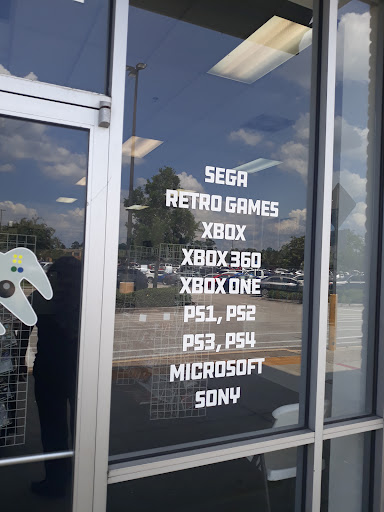 SEGA
RETRO GAMES
XBOX
XBOX 360
XBOX ONE
PS1, PS2
PS3, PS4
MICROSOFT
SONY